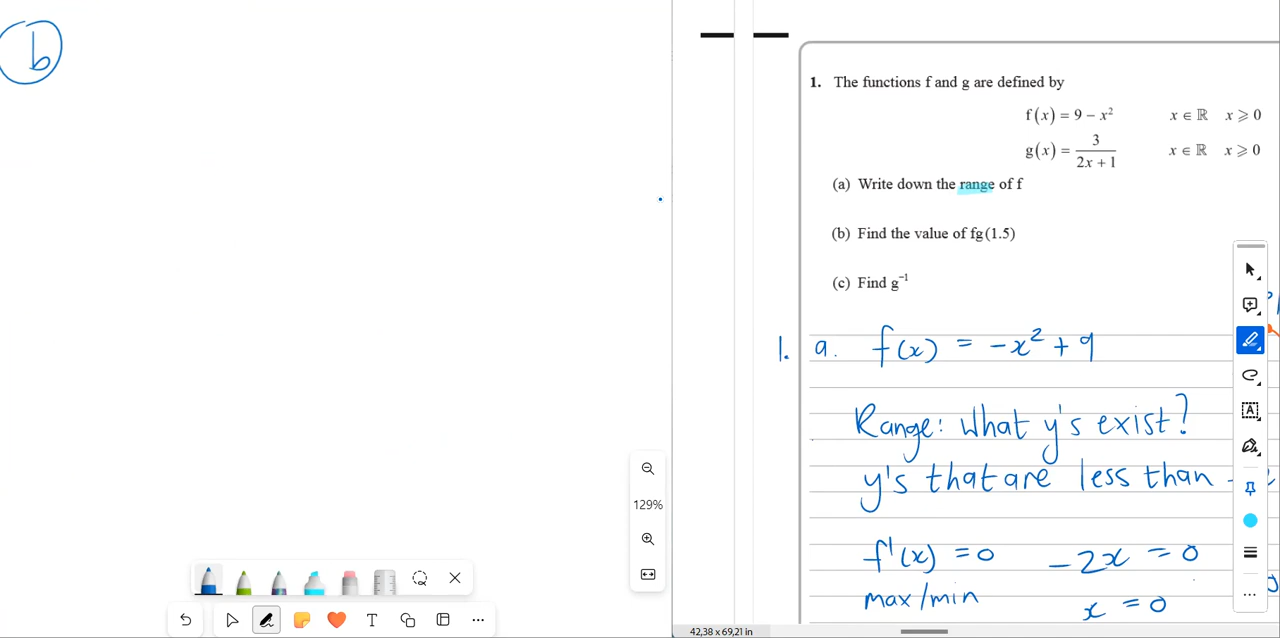 b
129%
1. The functions f and g are defined by
f(x) = 9 − x² x ∈ ℝ x ⩾ 0
g(x) = 3/(2x + 1) x ∈ ℝ x ⩾ 0
(a) Write down the range of f
(b) Find the value of fg(1.5)
(c) Find g⁻¹
1. a. f(x) = -x² + 9
Range: What y's exist?
y's that are less than
f'(x) = 0 -2x = 0
max/min x = 0
42,38 x 69,21 in